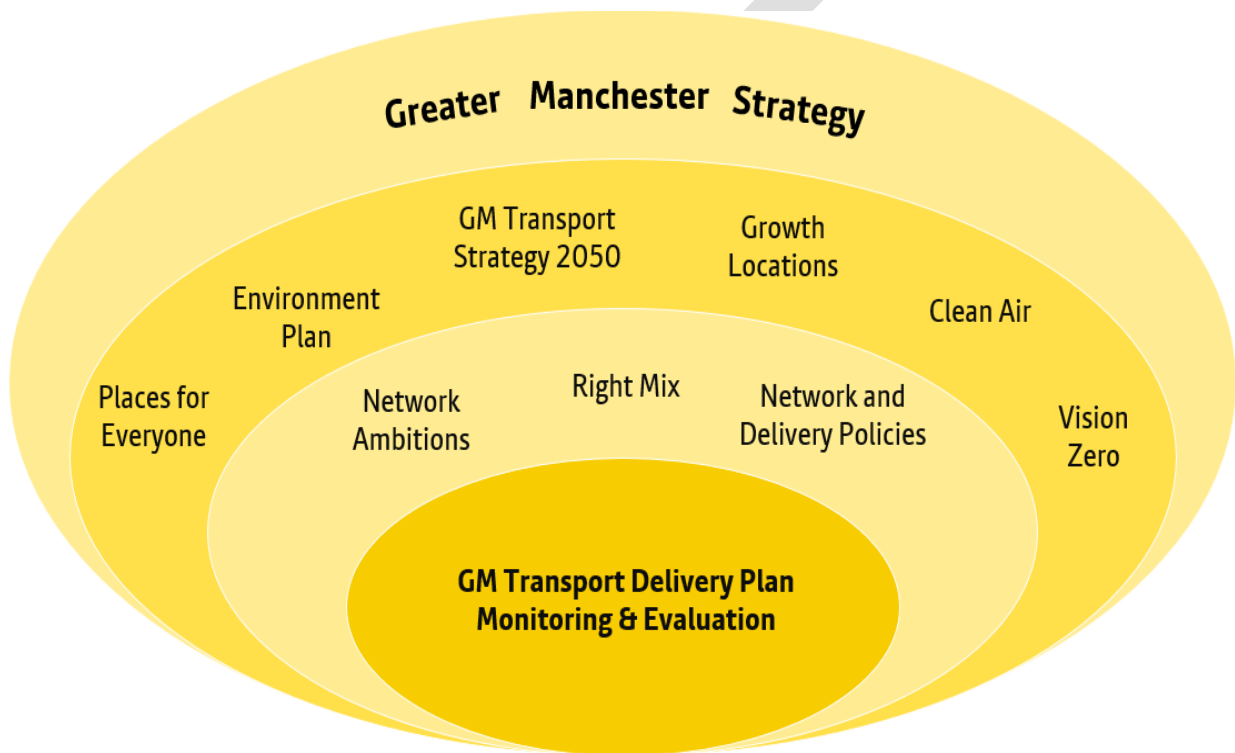 Greater Manchester Strategy
GM Transport
Strategy 2050
Growth
Locations
Environment
Plan
Clean Air
Places for
Everyone
Vision
Zero
Network
Ambitions
Right Mix
Network and
Delivery Policies
GM Transport Delivery Plan
Monitoring & Evaluation